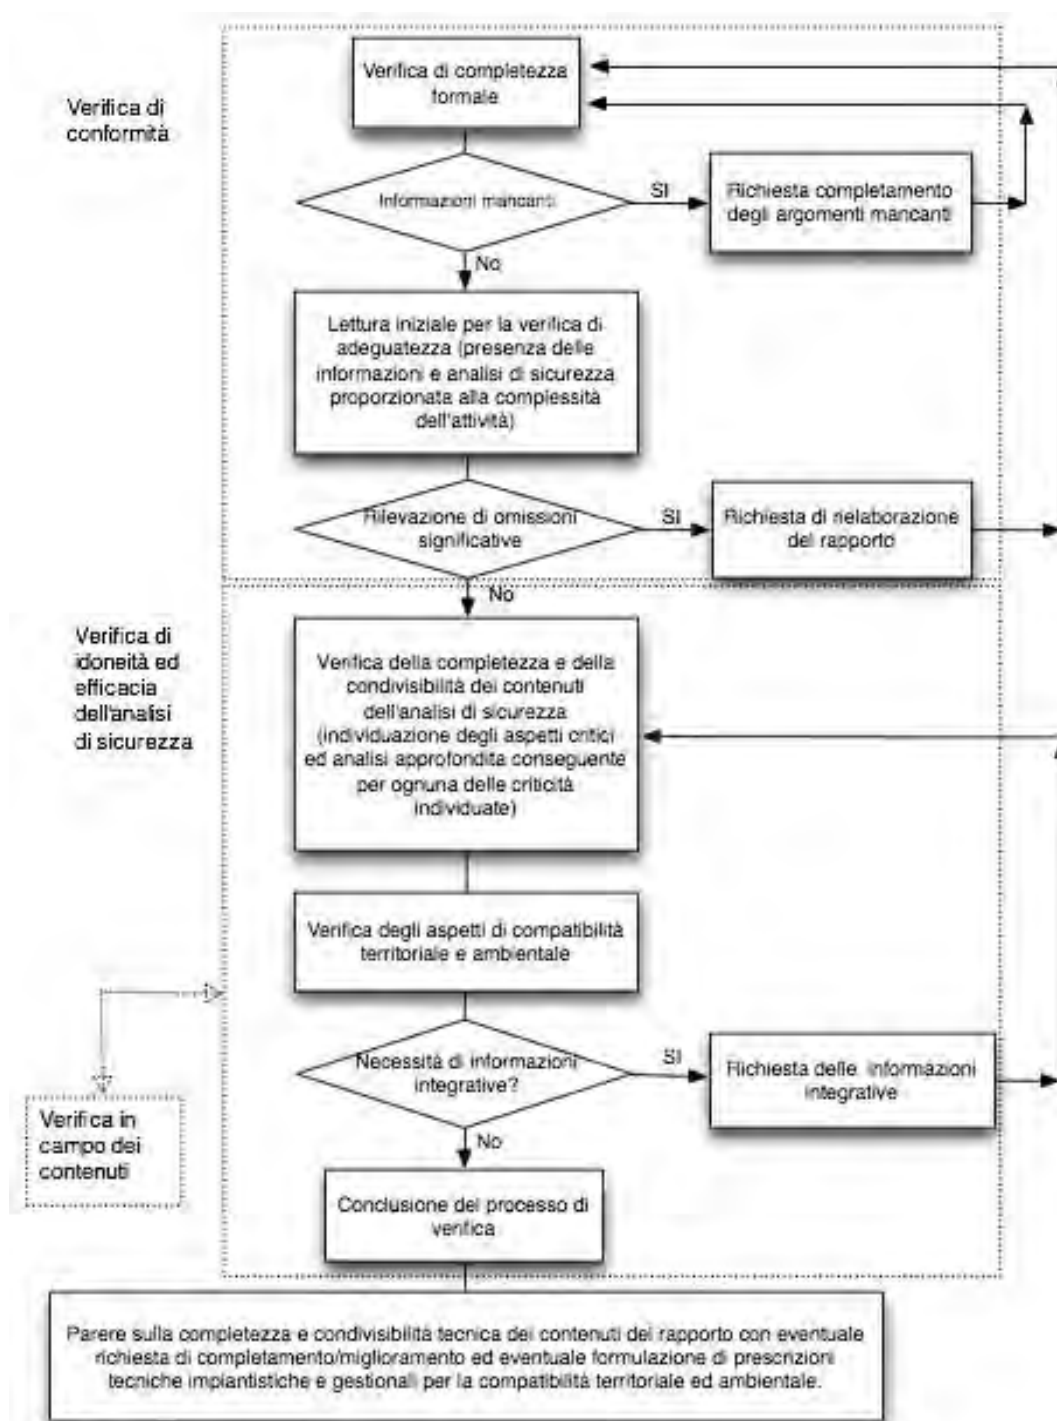 Verifica di completezza
formale
Verifica di
conformità
Informazioni mancanti
SI
Richiesta completamento
degli argomenti mancanti
No
Lettura iniziale per la verifica di
adeguatezza (presenza delle
informazioni e analisi di sicurezza
proporzionata alla complessità
dell'attività)
Rilevazione di omissioni
significative
SI
Richiesta di rielaborazione
del rapporto
No
Verifica di
idoneità ed
efficacia
dell'analisi
di sicurezza
Verifica della completezza e della
condivisibilità dei contenuti
dell'analisi di sicurezza
(individuazione degli aspetti critici
ed analisi approfondita conseguente
per ognuna delle criticità
individuate)
Verifica degli aspetti di compatibilità
territoriale e ambientale
Necessità di informazioni
integrative?
SI
Richiesta delle informazioni
integrative
Verifica in
campo dei
contenuti
No
Conclusione del processo di
verifica
Parere sulla completezza e condivisibilità tecnica dei contenuti del rapporto con eventuale
richiesta di completamento/miglioramento ed eventuale formulazione di prescrizioni
tecniche impiantistiche e gestionali per la compatibilità territoriale ed ambientale.